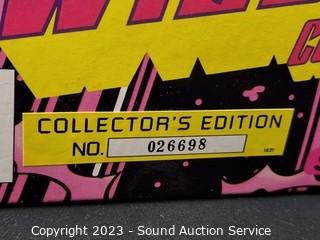 COLLECTOR'S EDITION
NO. 026698
Copyright 2023 - Sound Auction Service